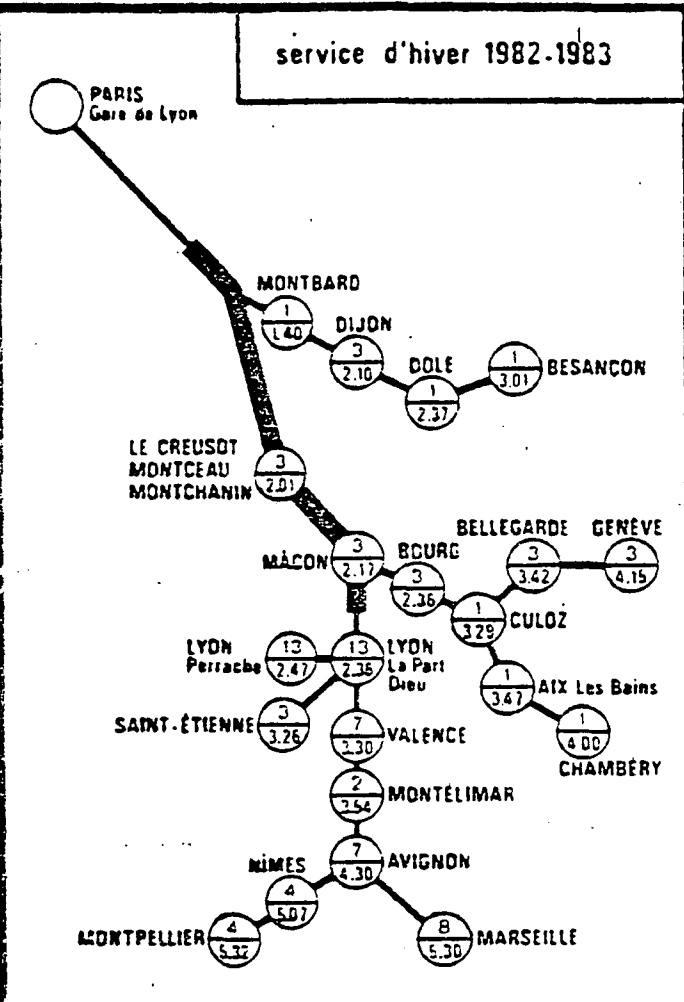 service d'hiver 1982-1983
PARIS
Gare de Lyon
MONTBARD
1
1.40
DIJON
3
2.10
DOLE
1
2.37
1
3.01
BESANÇON
LE CREUSOT
MONTCEAU
MONTCHANIN
3
2.01
MÂCON
3
2.17
BOURG
3
2.36
BELLEGARDE
3
3.42
GENÈVE
3
4.15
1
3.29
CULOZ
1
3.47
AIX Les Bains
1
4.00
CHAMBÉRY
LYON
Perrache
13
2.47
13
2.36
LYON
La Part
Dieu
SAINT-ÉTIENNE
3
3.26
7
3.30
VALENCE
2
3.54
MONTÉLIMAR
7
4.30
AVIGNON
NÎMES
4
5.07
MONTPELLIER
4
5.32
8
5.30
MARSEILLE